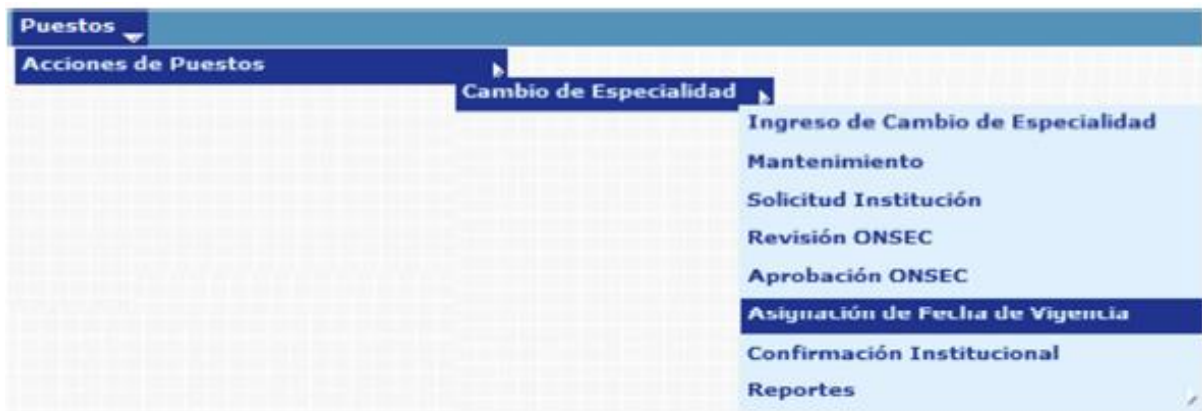 Puestos
Acciones de Puestos
Cambio de Especialidad
Ingreso de Cambio de Especialidad
Mantenimiento
Solicitud Institución
Revisión ONSEC
Aprobación ONSEC
Asignación de Fecha de Vigencia
Confirmación Institucional
Reportes